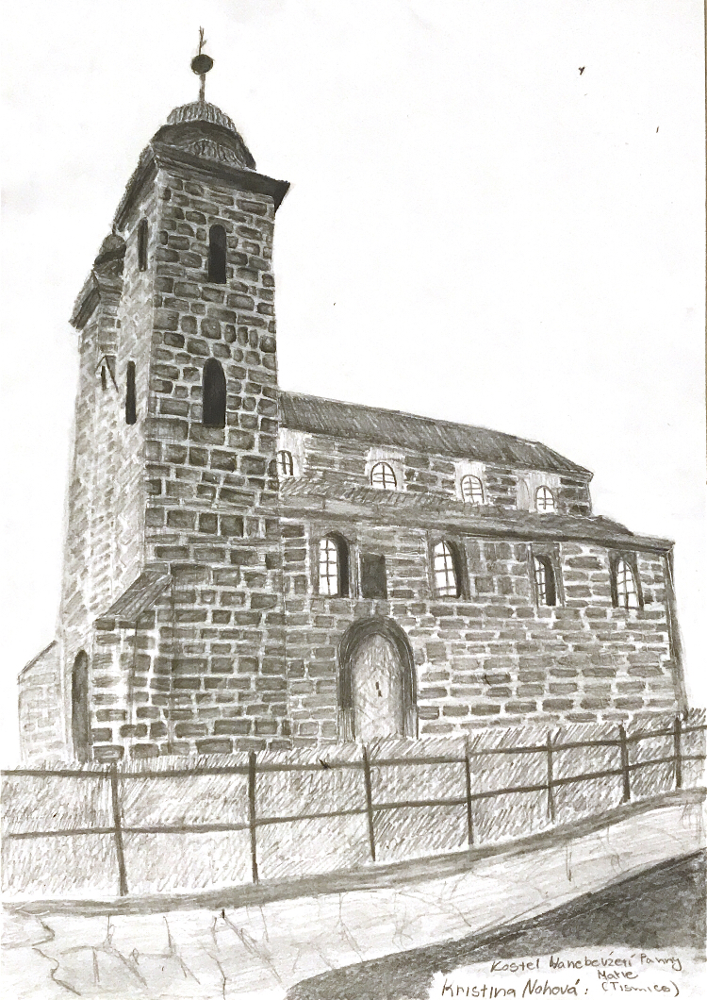 Kostel Nanebevzetí Panny
Marie
Kristina Nohová. (Tismice)